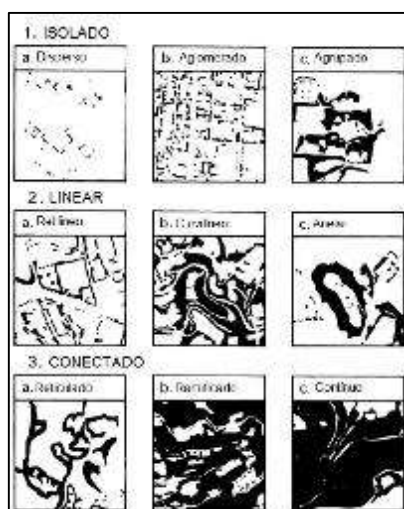 1. ISOLADO
a. Disperso
b. Aglomerado
c. Agrupado
2. LINEAR
a. Retilíneo
b. Curvilíneo
c. Anelar
3. CONECTADO
a. Reticulado
b. Ramificado
c. Contínuo